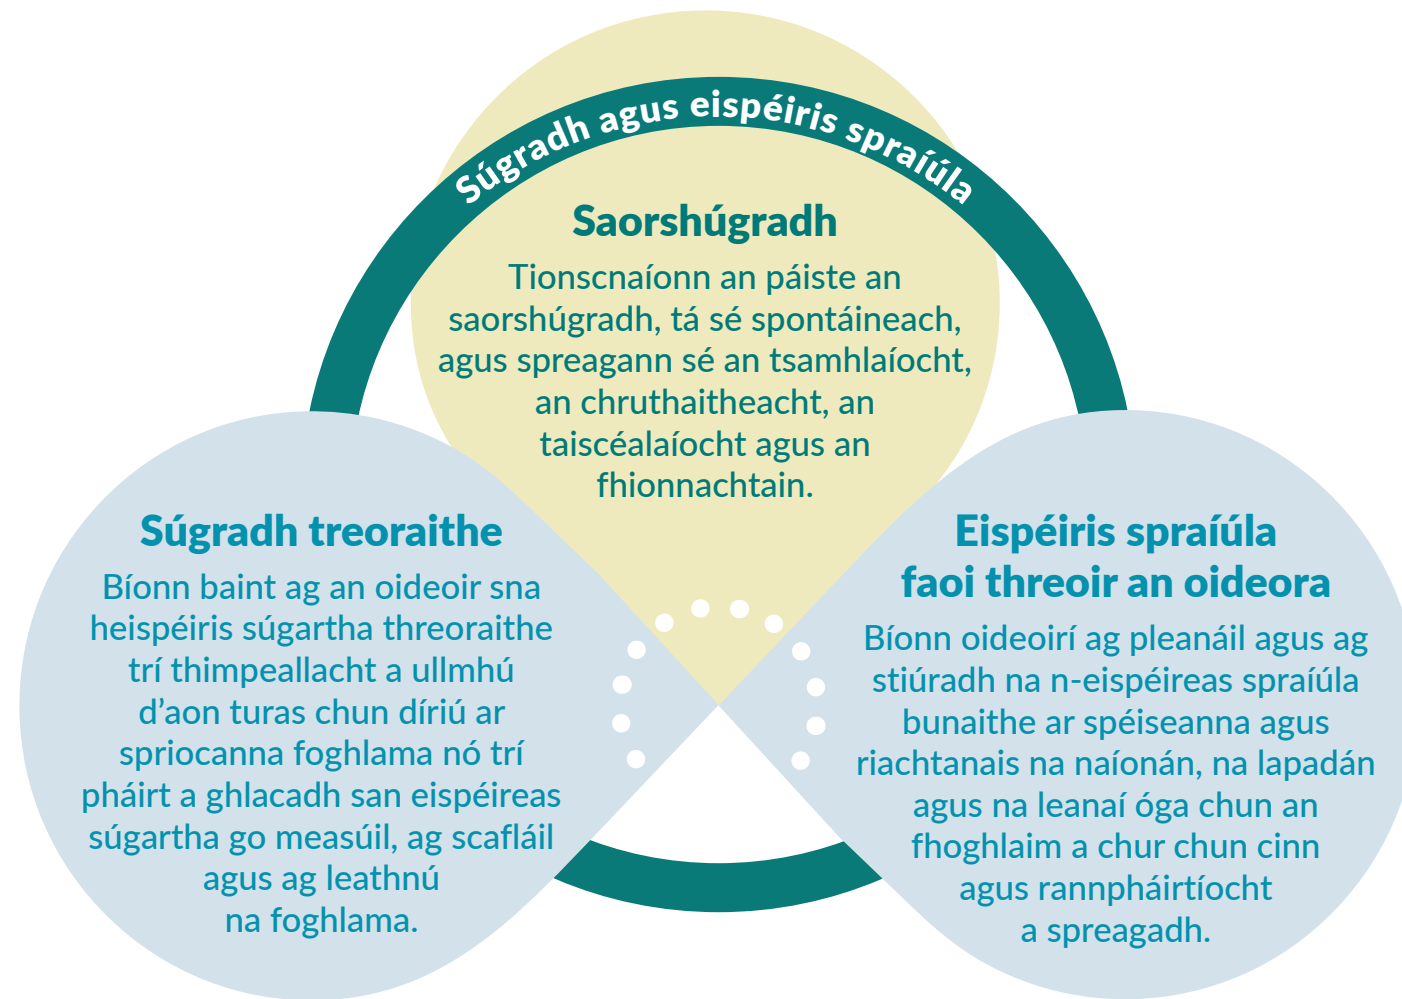 Súgradh agus eispéiris spraíúla
Saorshúgradh
Tionscnaíonn an páiste an
saorshúgradh, tá sé spontáineach,
agus spreagann sé an tsamhlaíocht,
an chruthaitheacht, an
taiscéalaíocht agus an
fhionnachtain.
Súgradh treoraithe
Bíonn baint ag an oideoir sna
heispéiris súgartha threoraithe
trí thimpeallacht a ullmhú
d’aon turas chun díriú ar
spriocanna foghlama nó trí
pháirt a ghlacadh san eispéireas
súgartha go measúil, ag scafláil
agus ag leathnú
na foghlama.
Eispéiris spraíúla
faoi threoir an oideora
Bíonn oideoirí ag pleanáil agus ag
stiúradh na n-eispéireas spraíúla
bunaithe ar spéiseanna agus
riachtanais na naíonán, na lapadán
agus na leanaí óga chun an
fhoghlaim a chur chun cinn
agus rannpháirtíocht
a spreagadh.